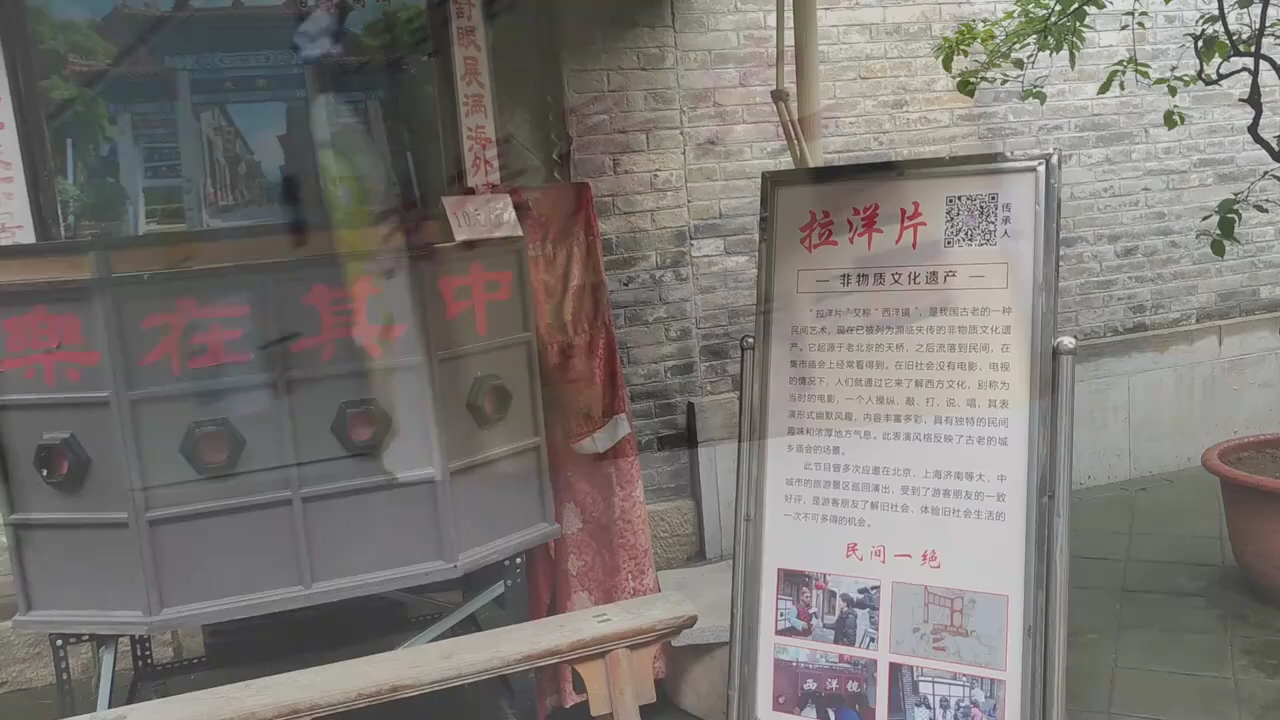 計眼展满海外
10元
樂在其中
拉洋片
传承人
— 非物质文化遗产 —
“拉洋片”又称“西洋镜”，是我国古老的一种
民间艺术，现在已被列为濒临失传的非物质文化遗
产。它起源于老北京的天桥，之后流落到民间，在
集市庙会上经常看得到。在旧社会没有电影，电视
的情况下，人们就通过它来了解西方文化，别称为
当时的电影，一个人操纵、敲、打、说、唱，其表
演形式幽默风趣，内容丰富多彩，具有独特的民间
趣味和浓厚地方气息。此表演风格反映了古老的城
乡庙会的场景。
此节目曾多次应邀在北京、上海济南等大、中
城市的旅游景区巡回演出，受到了游客朋友的一致
好评，是游客朋友了解旧社会、体验旧社会生活的
一次不可多得的机会。
民间一绝
西洋镜